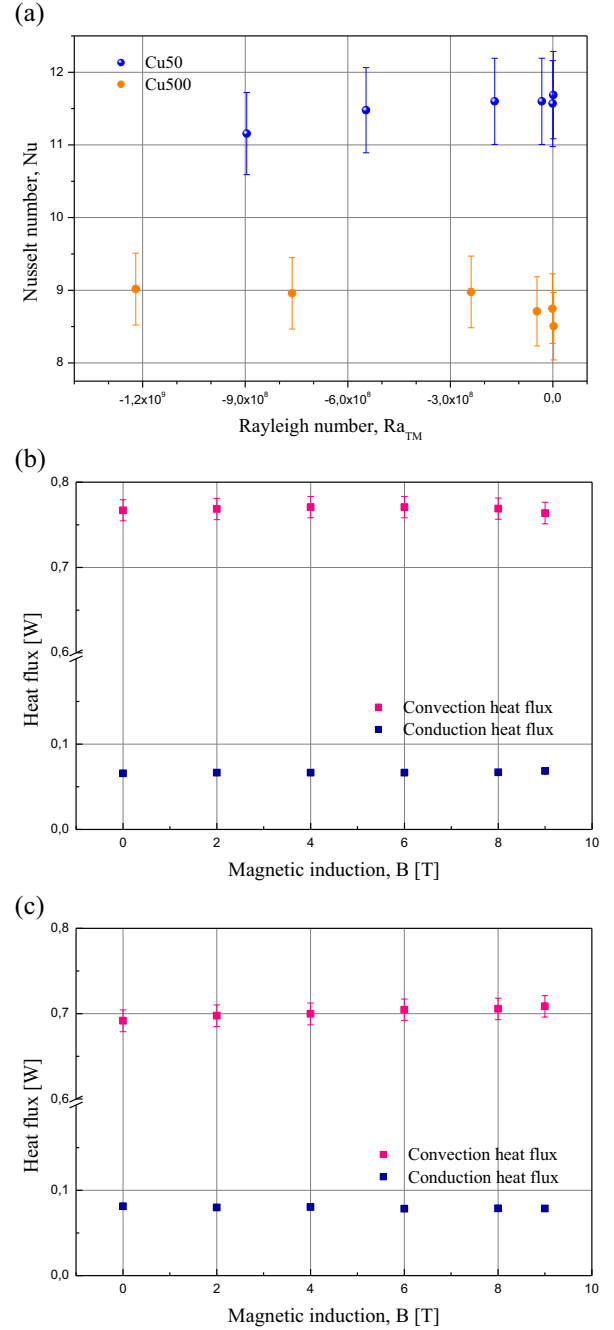 (a)
Cu50
Cu500
12
11
10
9
8
Nusselt number, Nu
-1,2x10⁹
-9,0x10⁸
-6,0x10⁸
-3,0x10⁸
0,0
Rayleigh number, Ra_TM
(b)
0,8
0,7
0,6
0,1
0,0
Heat flux [W]
Convection heat flux
Conduction heat flux
0 2 4 6 8 10
Magnetic induction, B [T]
(c)
0,8
0,7
0,6
0,1
0,0
Heat flux [W]
Convection heat flux
Conduction heat flux
0 2 4 6 8 10
Magnetic induction, B [T]